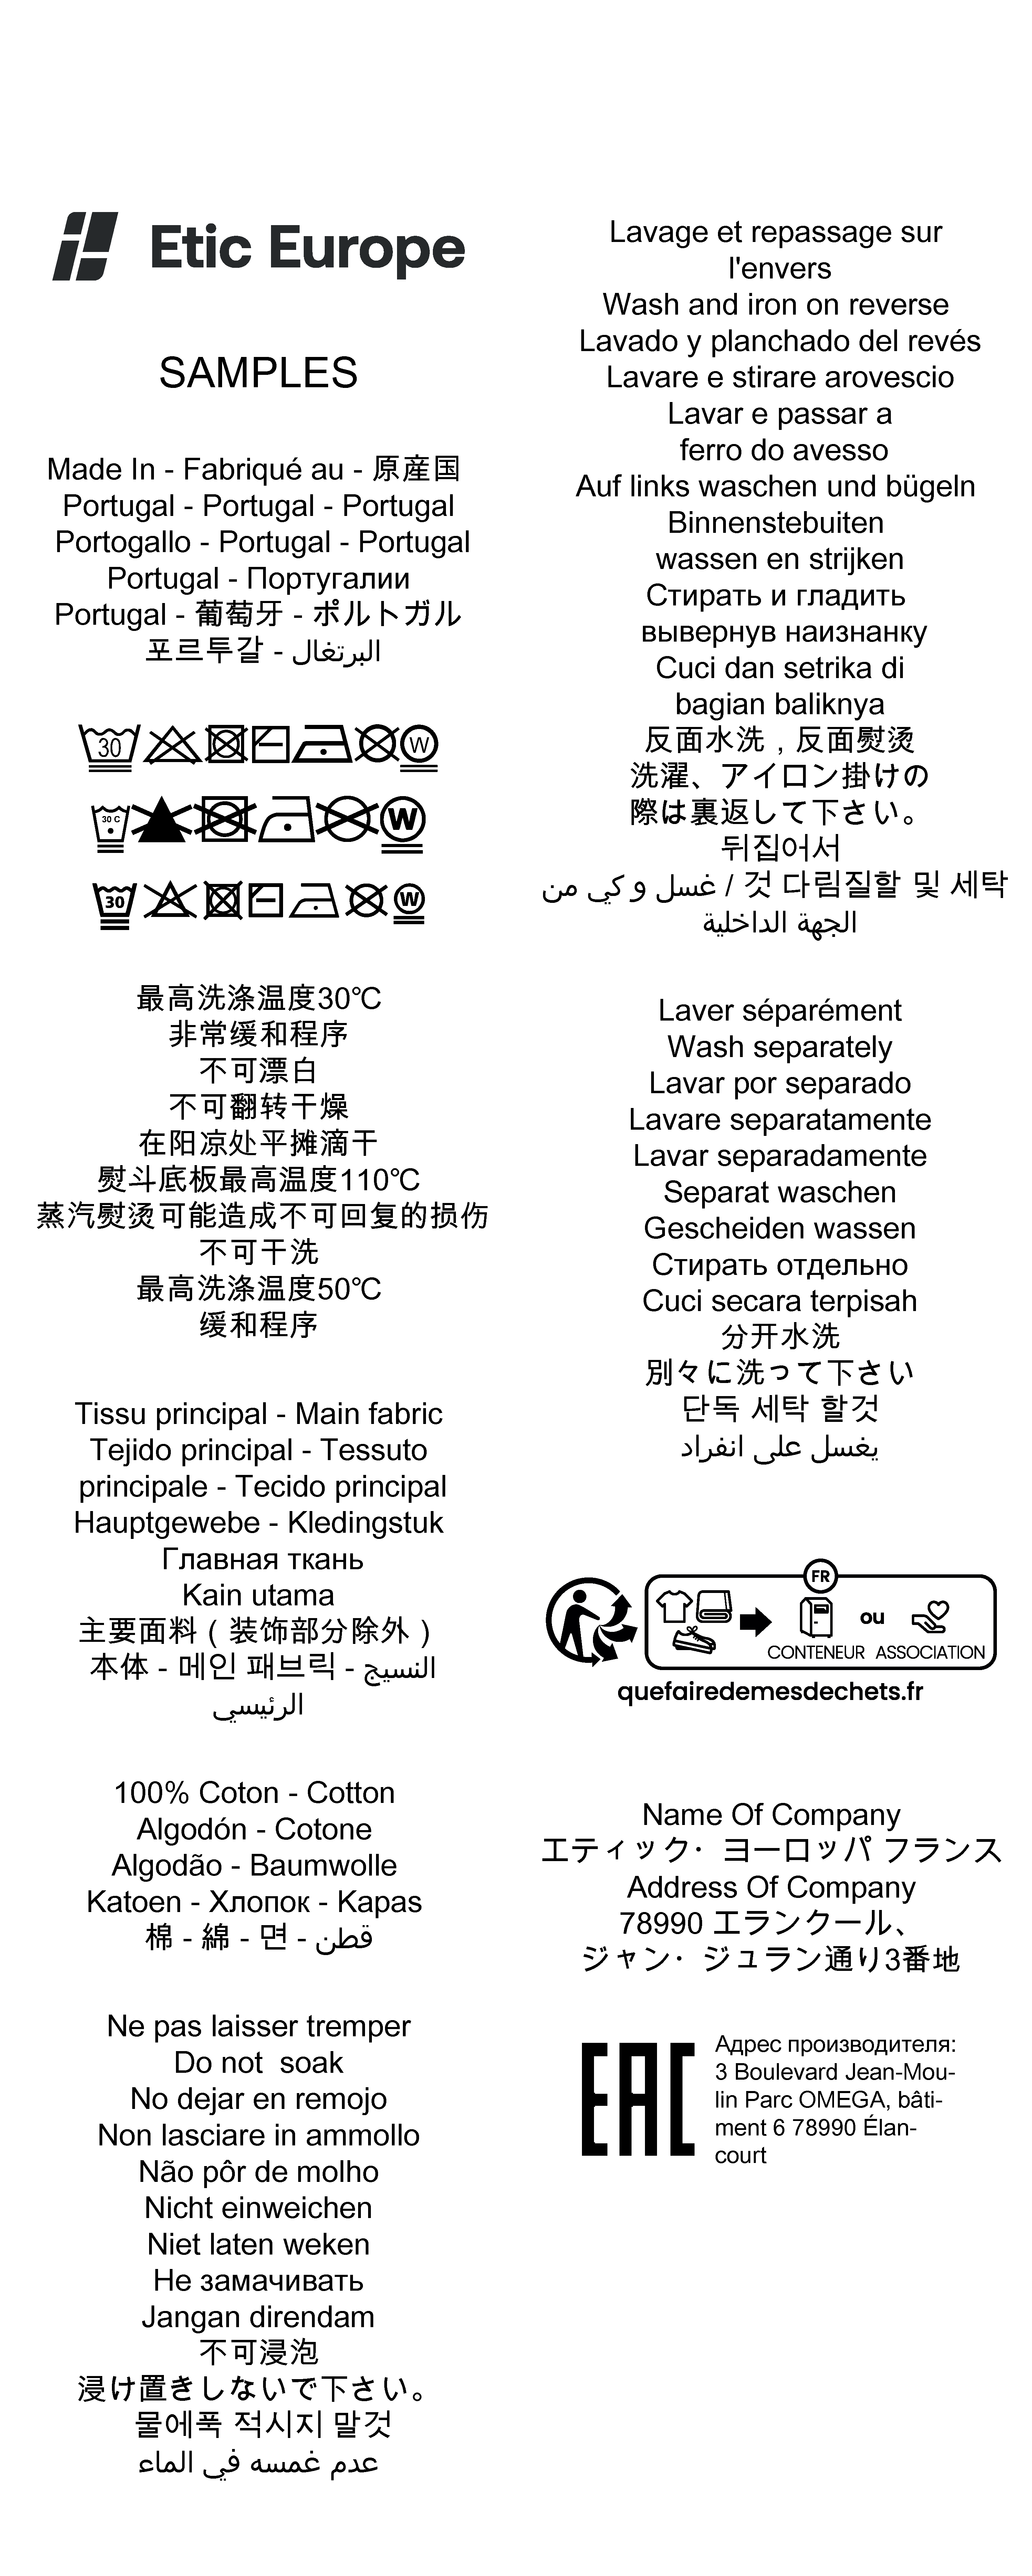 Etic Europe
SAMPLES
Made In - Fabriqué au - 原産国
Portugal - Portugal - Portugal
Portogallo - Portugal - Portugal
Portugal - Португалии
Portugal - 葡萄牙 - ポルトガル
포르투갈 - البرتغال
30 W
30 C W
30 W
最高洗涤温度30℃
非常缓和程序
不可漂白
不可翻转干燥
在阳凉处平摊滴干
熨斗底板最高温度110℃
蒸汽熨烫可能造成不可回复的损伤
不可干洗
最高洗涤温度50℃
缓和程序
Tissu principal - Main fabric
Tejido principal - Tessuto
principale - Tecido principal
Hauptgewebe - Kledingstuk
Главная ткань
Kain utama
主要面料（装饰部分除外）
本体 - 메인 패브릭 - النسيج
الرئيسي
100% Coton - Cotton
Algodón - Cotone
Algodão - Baumwolle
Katoen - Хлопок - Kapas
棉 - 綿 - 면 - قطن
Ne pas laisser tremper
Do not  soak
No dejar en remojo
Non lasciare in ammollo
Não pôr de molho
Nicht einweichen
Niet laten weken
Не замачивать
Jangan direndam
不可浸泡
浸け置きしないで下さい。
물에푹 적시지 말것
عدم غمسه في الماء
Lavage et repassage sur
l'envers
Wash and iron on reverse
Lavado y planchado del revés
Lavare e stirare arovescio
Lavar e passar a
ferro do avesso
Auf links waschen und bügeln
Binnenstebuiten
wassen en strijken
Стирать и гладить
вывернув наизнанку
Cuci dan setrika di
bagian baliknya
反面水洗，反面熨烫
洗濯、アイロン掛けの
際は裏返して下さい。
뒤집어서
غسل و كي من / 것 다림질할 및 세탁
الجهة الداخلية
Laver séparément
Wash separately
Lavar por separado
Lavare separatamente
Lavar separadamente
Separat waschen
Gescheiden wassen
Стирать отдельно
Cuci secara terpisah
分开水洗
別々に洗って下さい
단독 세탁 할것
يغسل على انفراد
FR
ou
CONTENEUR ASSOCIATION
quefairedemesdechets.fr
Name Of Company
エティック・ヨーロッパ フランス
Address Of Company
78990 エランクール、
ジャン・ジュラン通り3番地
EAC
Адрес производителя:
3 Boulevard Jean-Mou-
lin Parc OMEGA, bâti-
ment 6 78990 Élan-
court